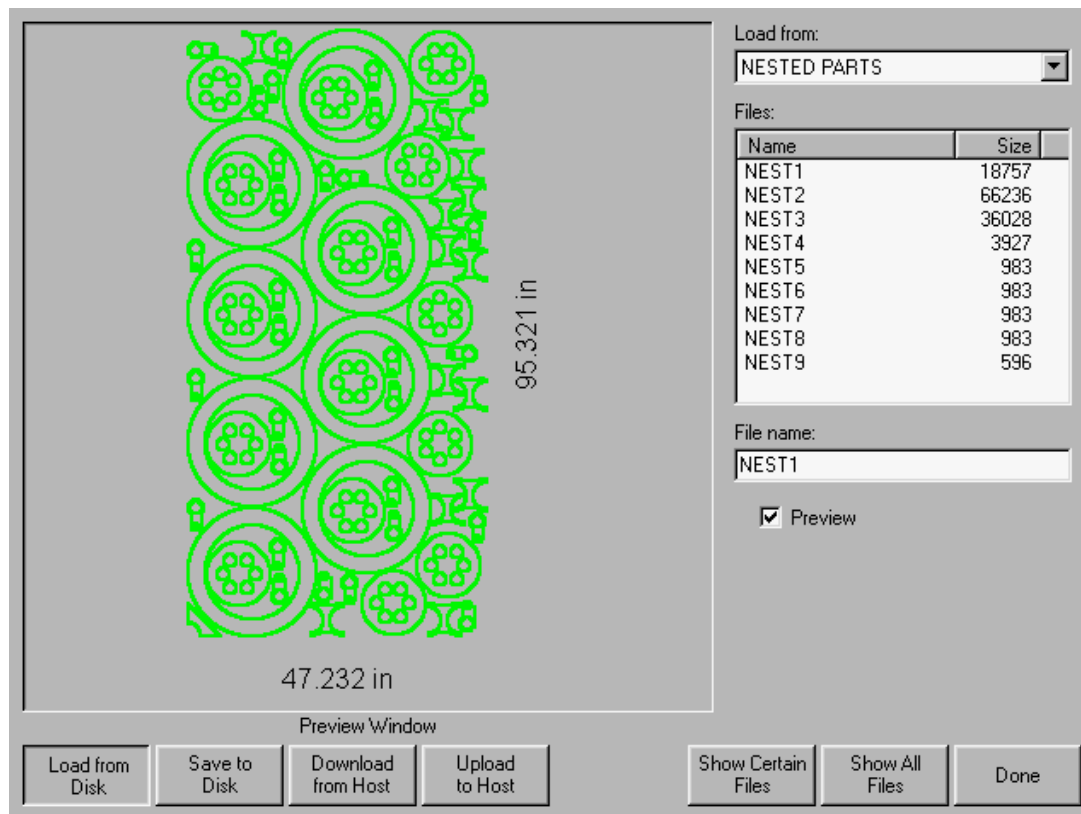 Load from:
NESTED PARTS
Files:
Name Size
NEST1 18757
NEST2 66236
NEST3 36028
NEST4 3927
NEST5 983
NEST6 983
NEST7 983
NEST8 983
NEST9 596
File name:
NEST1
Preview
95.321 in
47.232 in
Preview Window
Load from
Disk
Save to
Disk
Download
from Host
Upload
to Host
Show Certain
Files
Show All
Files
Done